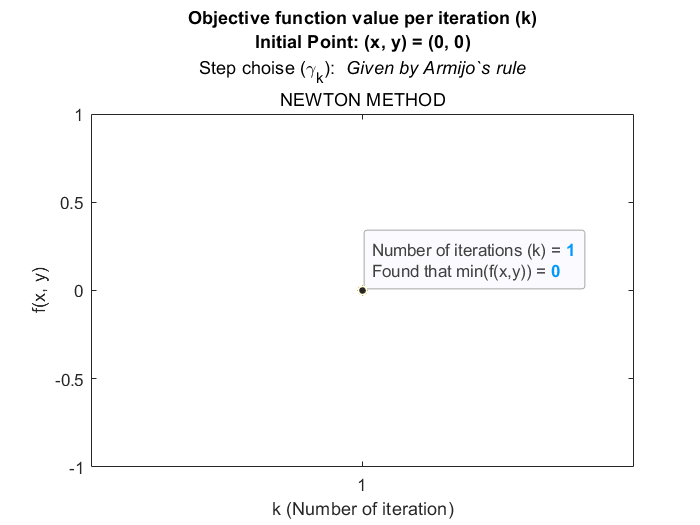 Objective function value per iteration (k)
Initial Point: (x, y) = (0, 0)
Step choise (γk): Given by Armijo`s rule
NEWTON METHOD
1
0.5
0
-0.5
-1
f(x, y)
Number of iterations (k) = 1
Found that min(f(x,y)) = 0
1
k (Number of iteration)